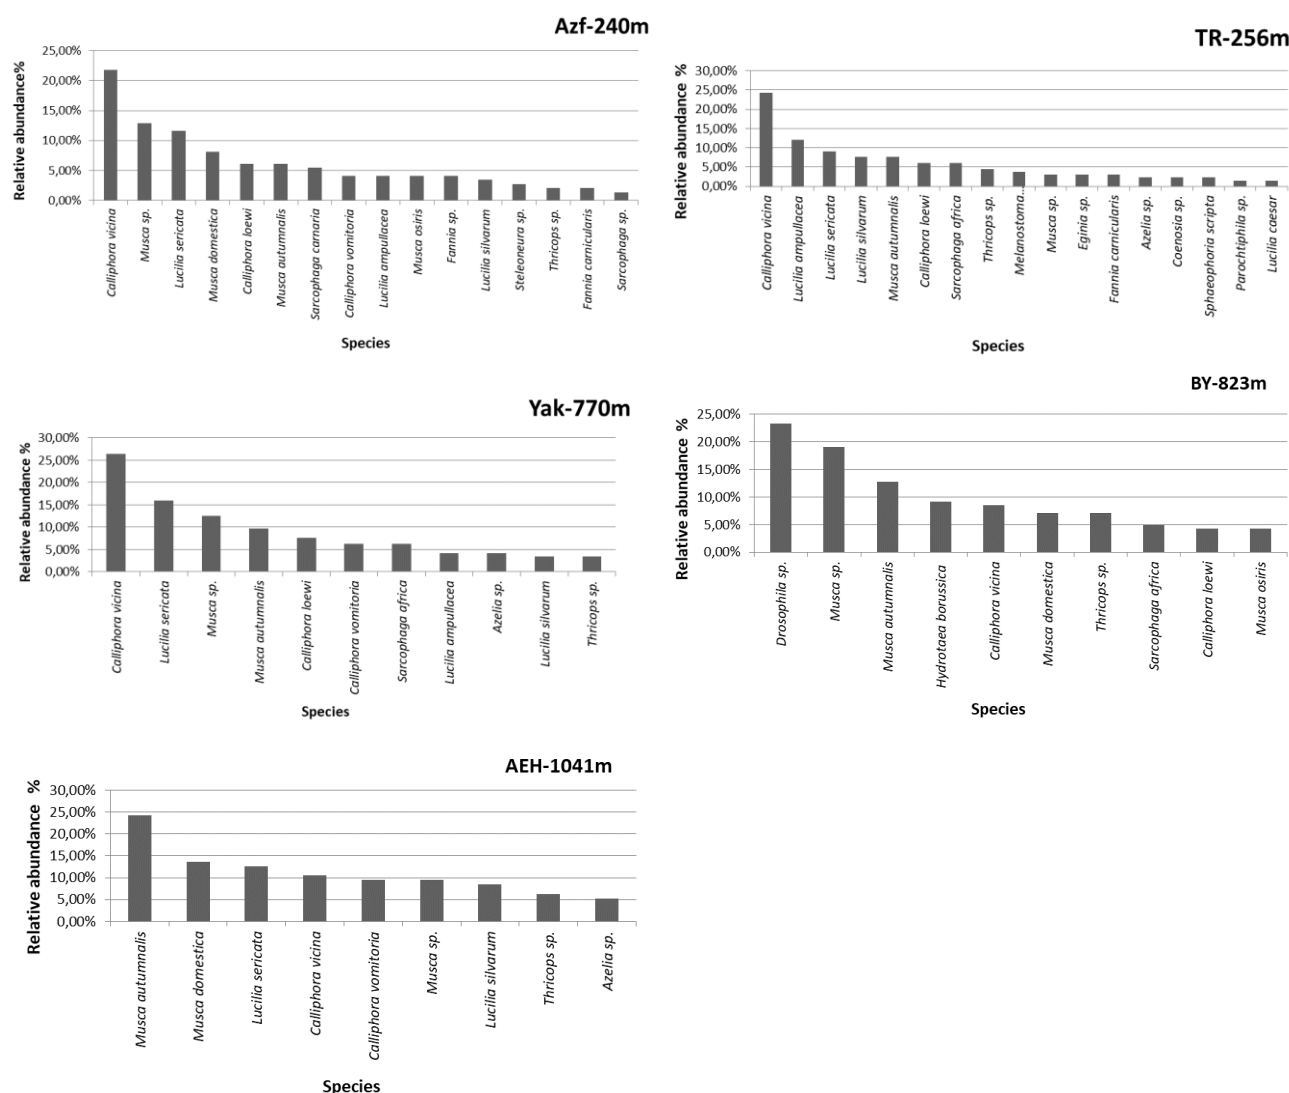 Azf-240m
Relative abundance%
25,00%
20,00%
15,00%
10,00%
5,00%
0,00%
Calliphora vicina
Musca sp.
Lucilia sericata
Musca domestica
Calliphora loewi
Musca autumnalis
Sarcophaga carnaria
Calliphora vomitoria
Lucilia ampullacea
Musca osiris
Fannia sp.
Lucilia silvarum
Steleoneura sp.
Thricops sp.
Fannia carnicularis
Sarcophaga sp.
Species
TR-256m
Relative abundance %
30,00%
25,00%
20,00%
15,00%
10,00%
5,00%
0,00%
Calliphora vicina
Lucilia ampullacea
Lucilia sericata
Lucilia silvarum
Musca autumnalis
Calliphora loewi
Sarcophaga africa
Thricops sp.
Melanostoma...
Musca sp.
Eginia sp.
Fannia carnicularis
Azelia sp.
Coenosia sp.
Sphaeophoria scripta
Parochtiphila sp.
Lucilia caesar
Species
Yak-770m
Relative abundance %
30,00%
25,00%
20,00%
15,00%
10,00%
5,00%
0,00%
Calliphora vicina
Lucilia sericata
Musca sp.
Musca autumnalis
Calliphora loewi
Calliphora vomitoria
Sarcophaga africa
Lucilia ampullacea
Azelia sp.
Lucilia silvarum
Thricops sp.
Species
BY-823m
Relative abundance %
25,00%
20,00%
15,00%
10,00%
5,00%
0,00%
Drosophila sp.
Musca sp.
Musca autumnalis
Hydrotaea borussica
Calliphora vicina
Musca domestica
Thricops sp.
Sarcophaga africa
Calliphora loewi
Musca osiris
Species
AEH-1041m
Relative abundance %
30,00%
25,00%
20,00%
15,00%
10,00%
5,00%
0,00%
Musca autumnalis
Musca domestica
Lucilia sericata
Calliphora vicina
Calliphora vomitoria
Musca sp.
Lucilia silvarum
Thricops sp.
Azelia sp.
Species